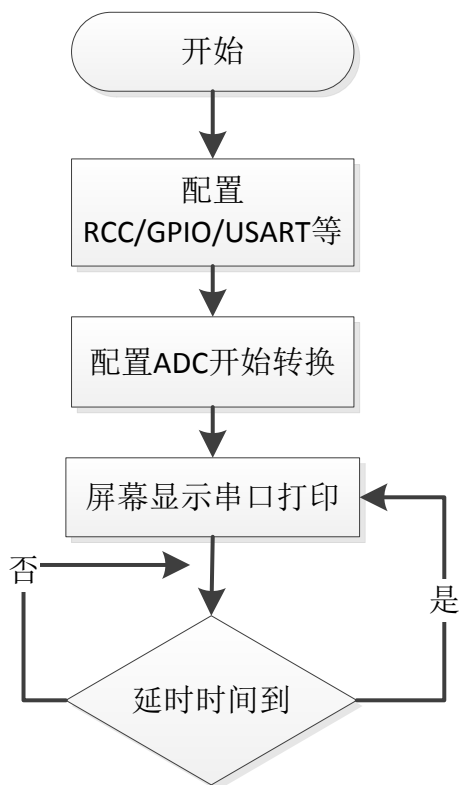 开始
配置
RCC/GPIO/USART等
配置ADC开始转换
屏幕显示串口打印
否
是
延时时间到